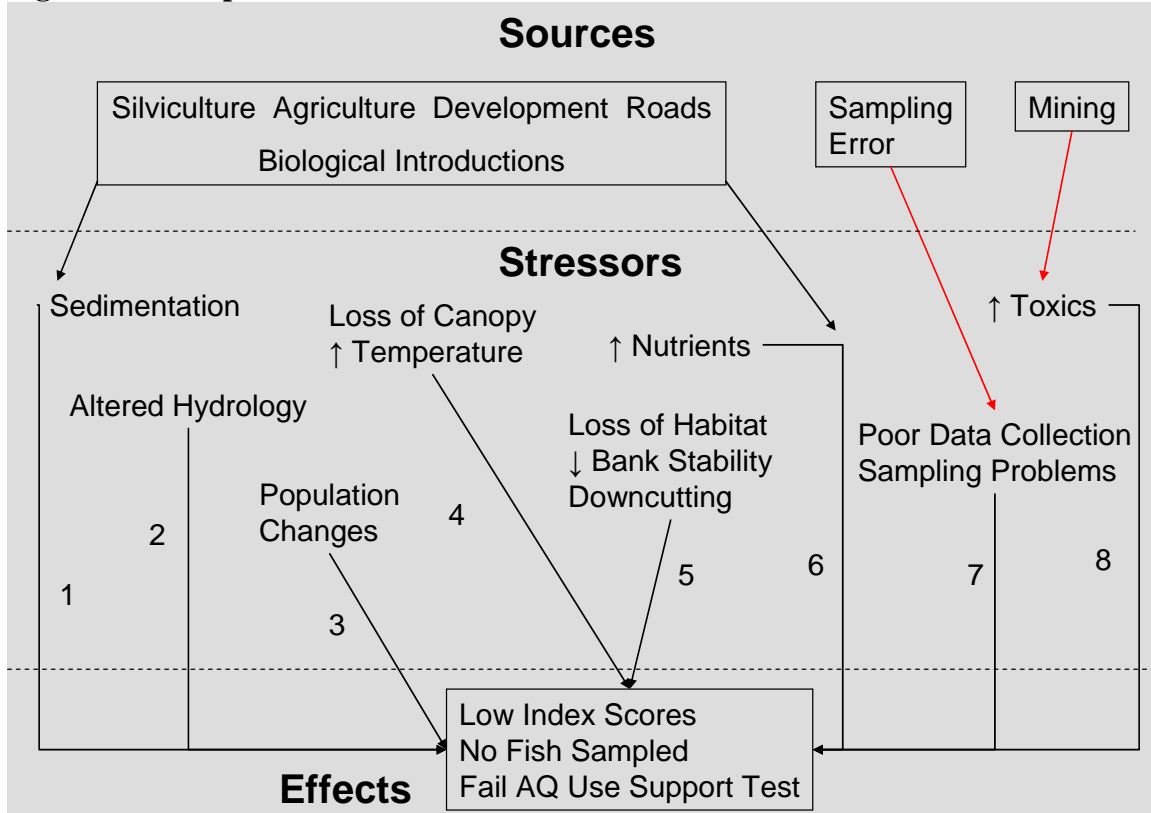 Sources
Silviculture Agriculture Development Roads
Biological Introductions
Sampling
Error
Mining
Stressors
Sedimentation
Loss of Canopy
↑ Temperature
↑ Nutrients
↑ Toxics
Altered Hydrology
Loss of Habitat
↓ Bank Stability
Downcutting
Poor Data Collection
Sampling Problems
Population
Changes
1
2
3
4
5
6
7
8
Low Index Scores
No Fish Sampled
Fail AQ Use Support Test
Effects